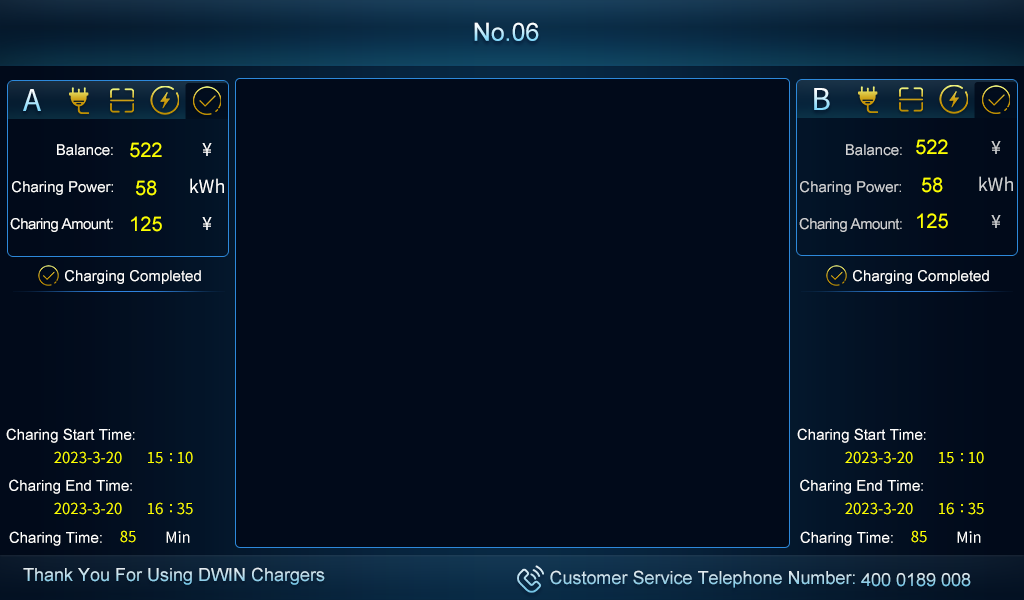 No.06
A
Balance: 522 ¥
Charing Power: 58 kWh
Charing Amount: 125 ¥
Charging Completed
Charing Start Time:
2023-3-20 15 : 10
Charing End Time:
2023-3-20 16 : 35
Charing Time: 85 Min
B
Balance: 522 ¥
Charing Power: 58 kWh
Charing Amount: 125 ¥
Charging Completed
Charing Start Time:
2023-3-20 15 : 10
Charing End Time:
2023-3-20 16 : 35
Charing Time: 85 Min
Thank You For Using DWIN Chargers
Customer Service Telephone Number: 400 0189 008